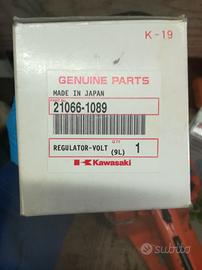 K-19
GENUINE PARTS
MADE IN JAPAN
21066-1089
REGULATOR-VOLT
QTY
(9L)
1
Kawasaki
subito